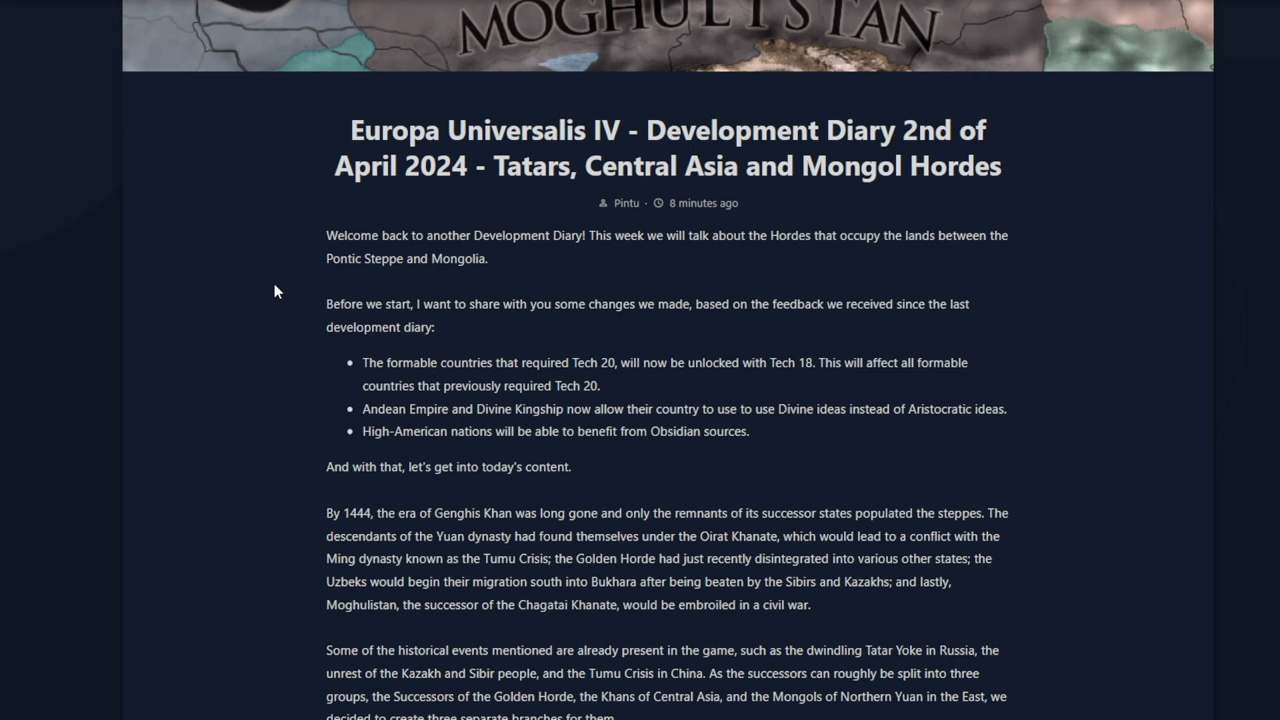 MOGHULISTAN
Europa Universalis IV - Development Diary 2nd of
April 2024 - Tatars, Central Asia and Mongol Hordes
Pintu · 8 minutes ago
Welcome back to another Development Diary! This week we will talk about the Hordes that occupy the lands between the
Pontic Steppe and Mongolia.
Before we start, I want to share with you some changes we made, based on the feedback we received since the last
development diary:
• The formable countries that required Tech 20, will now be unlocked with Tech 18. This will affect all formable
countries that previously required Tech 20.
• Andean Empire and Divine Kingship now allow their country to use to use Divine ideas instead of Aristocratic ideas.
• High-American nations will be able to benefit from Obsidian sources.
And with that, let's get into today's content.
By 1444, the era of Genghis Khan was long gone and only the remnants of its successor states populated the steppes. The
descendants of the Yuan dynasty had found themselves under the Oirat Khanate, which would lead to a conflict with the
Ming dynasty known as the Tumu Crisis; the Golden Horde had just recently disintegrated into various other states; the
Uzbeks would begin their migration south into Bukhara after being beaten by the Sibirs and Kazakhs; and lastly,
Moghulistan, the successor of the Chagatai Khanate, would be embroiled in a civil war.
Some of the historical events mentioned are already present in the game, such as the dwindling Tatar Yoke in Russia, the
unrest of the Kazakh and Sibir people, and the Tumu Crisis in China. As the successors can roughly be split into three
groups, the Successors of the Golden Horde, the Khans of Central Asia, and the Mongols of Northern Yuan in the East, we
decided to create three separate branches for them.